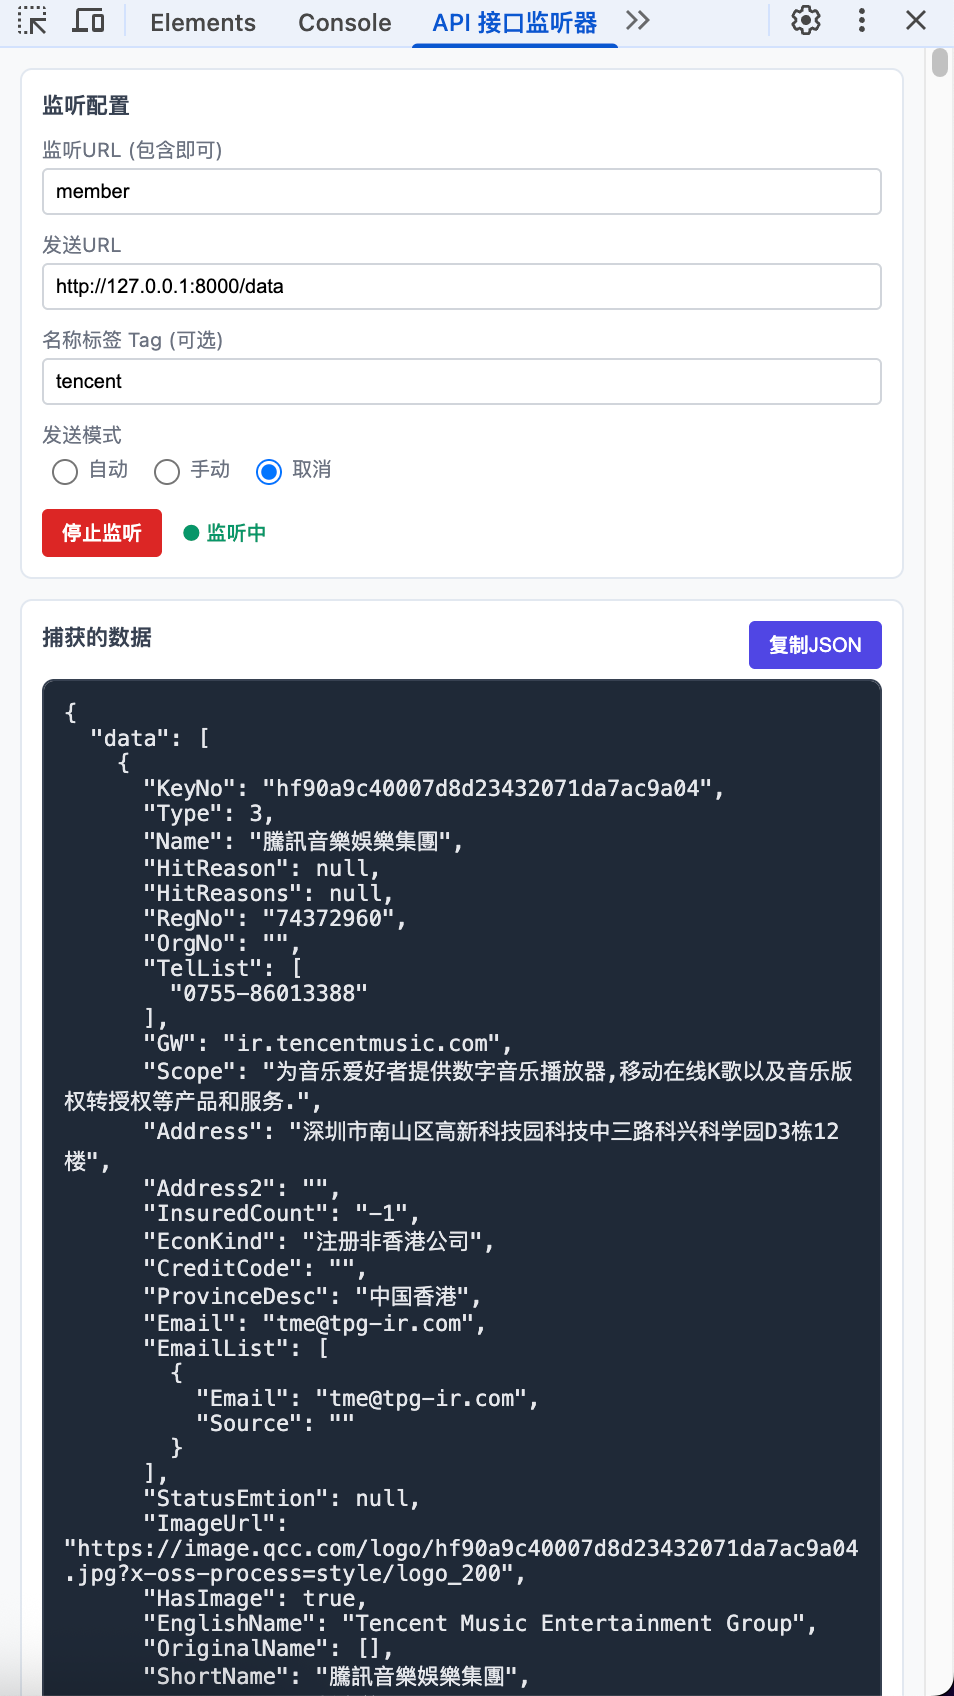 Elements Console API 接口监听器
监听配置
监听URL (包含即可)
member
发送URL
http://127.0.0.1:8000/data
名称标签 Tag (可选)
tencent
发送模式
自动 手动 取消
停止监听 监听中
捕获的数据
复制JSON
{
"data": [
{
"KeyNo": "hf90a9c40007d8d23432071da7ac9a04",
"Type": 3,
"Name": "騰訊音樂娛樂集團",
"HitReason": null,
"HitReasons": null,
"RegNo": "74372960",
"OrgNo": "",
"TelList": [
"0755-86013388"
],
"GW": "ir.tencentmusic.com",
"Scope": "为音乐爱好者提供数字音乐播放器,移动在线K歌以及音乐版
权转授权等产品和服务.",
"Address": "深圳市南山区高新科技园科技中三路科兴科学园D3栋12
楼",
"Address2": "",
"InsuredCount": "-1",
"EconKind": "注册非香港公司",
"CreditCode": "",
"ProvinceDesc": "中国香港",
"Email": "tme@tpg-ir.com",
"EmailList": [
{
"Email": "tme@tpg-ir.com",
"Source": ""
}
],
"StatusEmtion": null,
"ImageUrl":
"https://image.qcc.com/logo/hf90a9c40007d8d23432071da7ac9a04
.jpg?x-oss-process=style/logo_200",
"HasImage": true,
"EnglishName": "Tencent Music Entertainment Group",
"OriginalName": [],
"ShortName": "騰訊音樂娛樂集團",